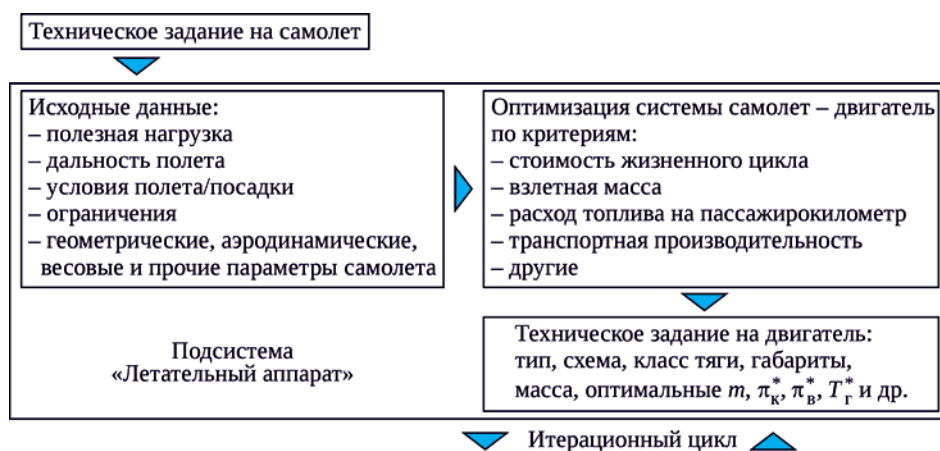 Техническое задание на самолет
Исходные данные:
– полезная нагрузка
– дальность полета
– условия полета/посадки
– ограничения
– геометрические, аэродинамические,
весовые и прочие параметры самолета
Оптимизация системы самолет – двигатель
по критериям:
– стоимость жизненного цикла
– взлетная масса
– расход топлива на пассажирокилометр
– транспортная производительность
– другие
Подсистема
«Летательный аппарат»
Техническое задание на двигатель:
тип, схема, класс тяги, габариты,
масса, оптимальные m, π*к, π*в, T*г и др.
Итерационный цикл